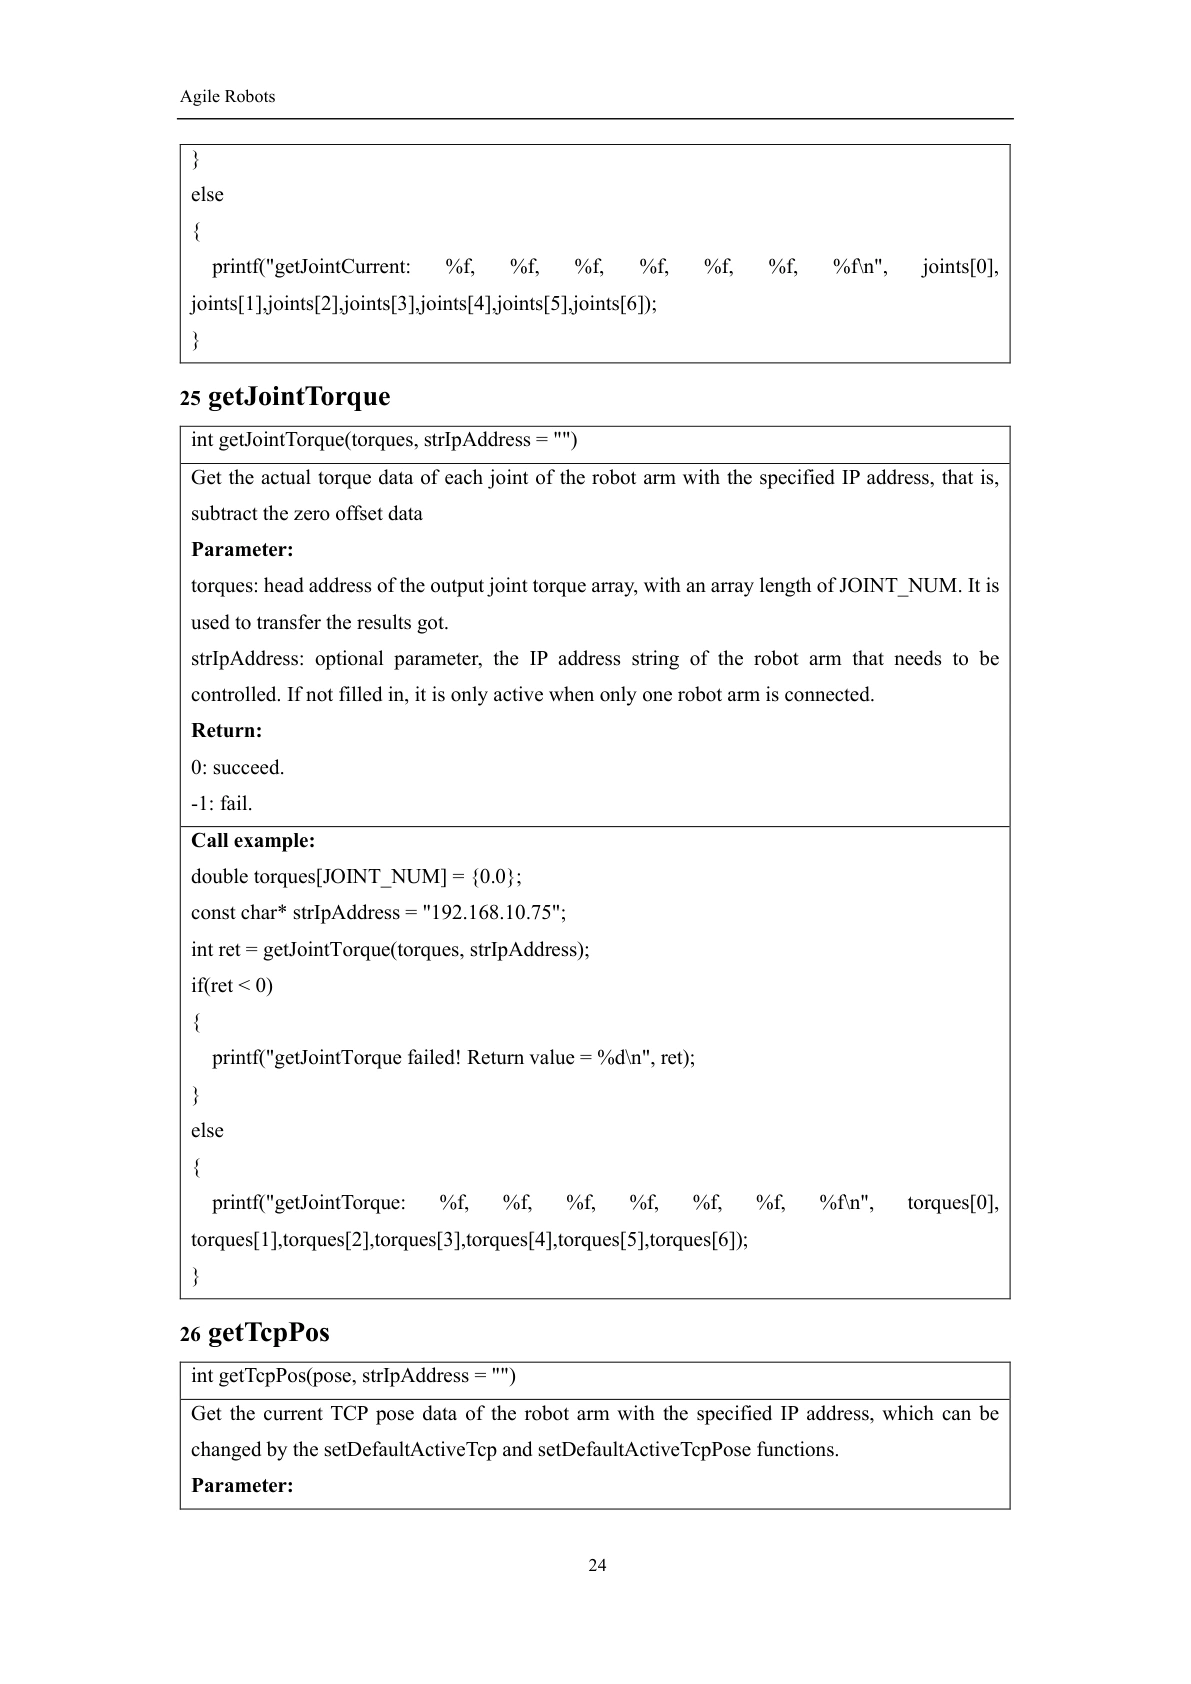 Agile Robots
}
else
{
printf("getJointCurrent: %f, %f, %f, %f, %f, %f, %f\n", joints[0],
joints[1],joints[2],joints[3],joints[4],joints[5],joints[6]);
}
25 getJointTorque
int getJointTorque(torques, strIpAddress = "")
Get the actual torque data of each joint of the robot arm with the specified IP address, that is,
subtract the zero offset data
Parameter:
torques: head address of the output joint torque array, with an array length of JOINT_NUM. It is
used to transfer the results got.
strIpAddress: optional parameter, the IP address string of the robot arm that needs to be
controlled. If not filled in, it is only active when only one robot arm is connected.
Return:
0: succeed.
-1: fail.
Call example:
double torques[JOINT_NUM] = {0.0};
const char* strIpAddress = "192.168.10.75";
int ret = getJointTorque(torques, strIpAddress);
if(ret < 0)
{
printf("getJointTorque failed! Return value = %d\n", ret);
}
else
{
printf("getJointTorque: %f, %f, %f, %f, %f, %f, %f\n", torques[0],
torques[1],torques[2],torques[3],torques[4],torques[5],torques[6]);
}
26 getTcpPos
int getTcpPos(pose, strIpAddress = "")
Get the current TCP pose data of the robot arm with the specified IP address, which can be
changed by the setDefaultActiveTcp and setDefaultActiveTcpPose functions.
Parameter:
24